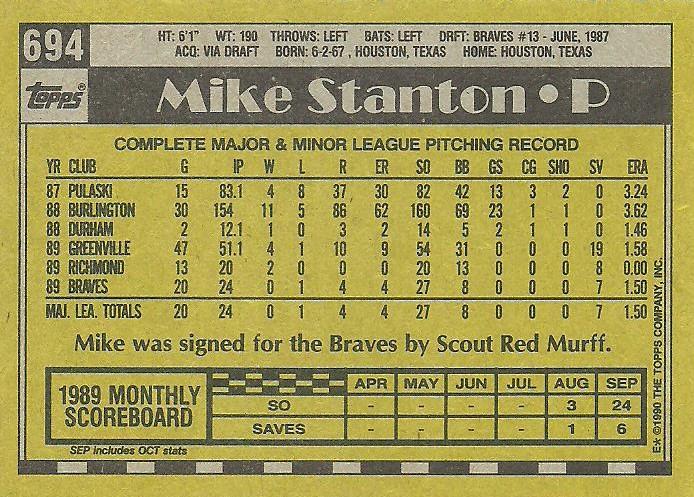 694
HT: 6'1" WT: 190 THROWS: LEFT BATS: LEFT DRFT: BRAVES #13 - JUNE, 1987
ACQ: VIA DRAFT BORN: 6-2-67 , HOUSTON, TEXAS HOME: HOUSTON, TEXAS
topps
Mike Stanton • P
COMPLETE MAJOR & MINOR LEAGUE PITCHING RECORD
YR CLUB G IP W L R ER SO BB GS CG SHO SV ERA
87 PULASKI 15 83.1 4 8 37 30 82 42 13 3 2 0 3.24
88 BURLINGTON 30 154 11 5 86 62 160 69 23 1 1 0 3.62
88 DURHAM 2 12.1 1 0 3 2 14 5 2 1 1 0 1.46
89 GREENVILLE 47 51.1 4 1 10 9 54 31 0 0 0 19 1.58
89 RICHMOND 13 20 2 0 0 0 20 13 0 0 0 8 0.00
89 BRAVES 20 24 0 1 4 4 27 8 0 0 0 7 1.50
MAJ. LEA. TOTALS 20 24 0 1 4 4 27 8 0 0 0 7 1.50
Mike was signed for the Braves by Scout Red Murff.
1989 MONTHLY
SCOREBOARD
APR MAY JUN JUL AUG SEP
SO - - - - 3 24
SAVES - - - - 1 6
SEP includes OCT stats
E* ©1990 THE TOPPS COMPANY, INC.